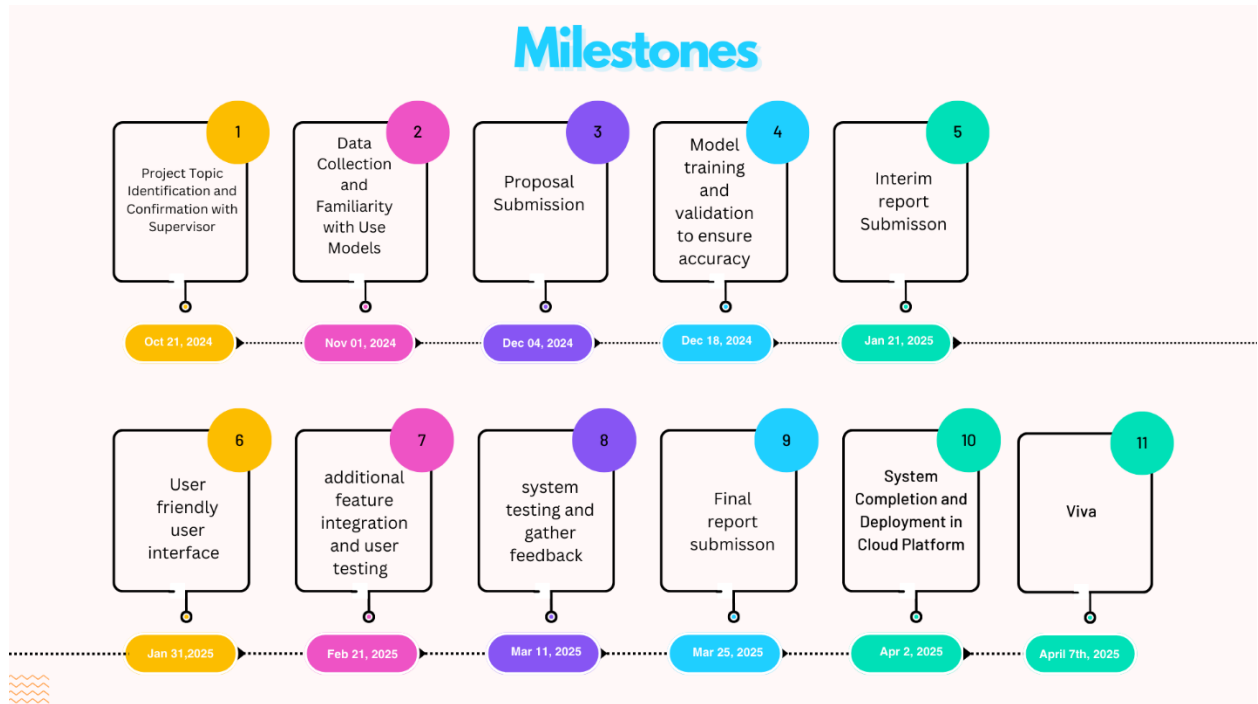 Milestones
1
Project Topic
Identification and
Confirmation with
Supervisor
2
Data
Collection
and
Familiarity
with Use
Models
3
Proposal
Submission
4
Model
training
and
validation
to ensure
accuracy
5
Interim
report
Submisson
Oct 21, 2024
Nov 01, 2024
Dec 04, 2024
Dec 18, 2024
Jan 21, 2025
6
User
friendly
user
interface
7
additional
feature
integration
and user
testing
8
system
testing and
gather
feedback
9
Final
report
submisson
10
System
Completion and
Deployment in
Cloud Platform
11
Viva
Jan 31,2025
Feb 21, 2025
Mar 11, 2025
Mar 25, 2025
Apr 2, 2025
April 7th, 2025